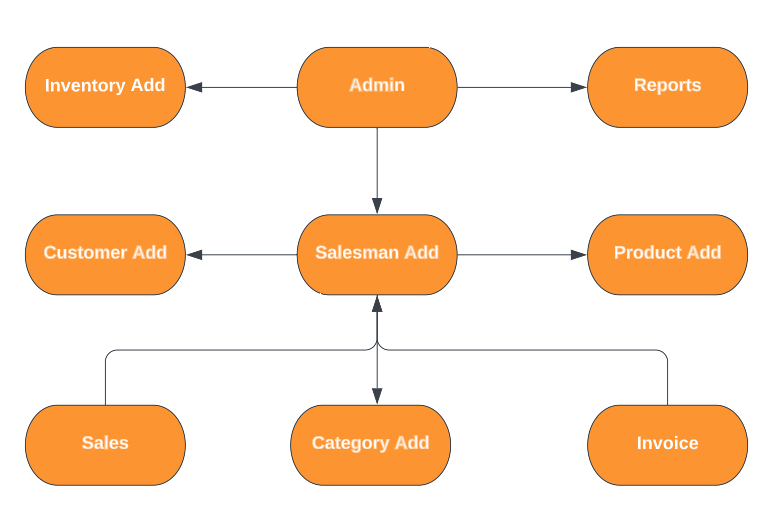 Inventory Add
Admin
Reports
Customer Add
Salesman Add
Product Add
Sales
Category Add
Invoice